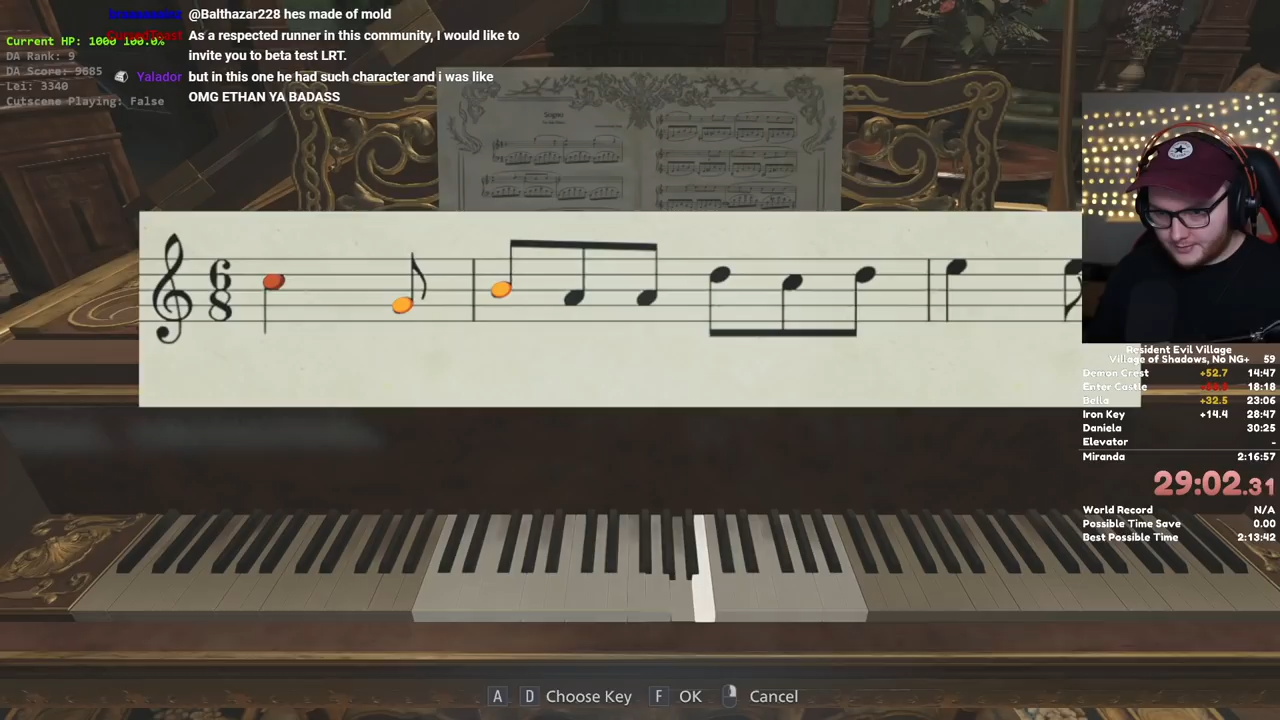 @Balthazar228 hes made of mold
Current HP: 1000 100.0%
CursedToast As a respected runner in this community, I would like to
invite you to beta test LRT.
DA Rank: 9
DA Score: 9685
Yalador but in this one he had such character and i was like
OMG ETHAN YA BADASS
Lei: 3340
Cutscene Playing: False
6
8
Resident Evil Village
Village of Shadows, No NG+ 59
Demon Crest +52.7 14:47
Enter Castle 18:18
Bella +32.5 23:06
Iron Key +14.4 28:47
Daniela 30:25
Elevator -
Miranda 2:16:57
29:02.31
World Record N/A
Possible Time Save 0.00
Best Possible Time 2:13:42
A D Choose Key F OK Cancel